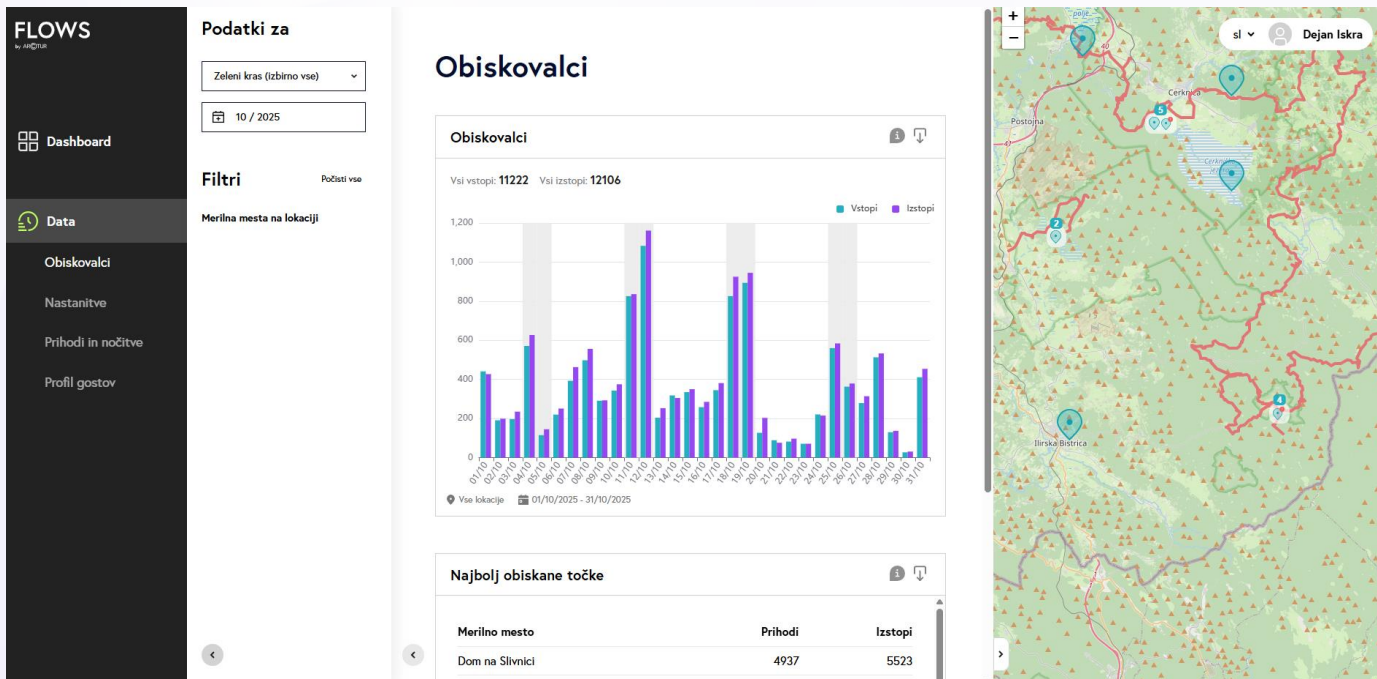 FLOWS
by ARCTUR
Dashboard
Data
Obiskovalci
Nastanitve
Prihodi in nočitve
Profil gostov
Podatki za
Zeleni kras (izbirno vse)
10 / 2025
Filtri
Počisti vse
Merilna mesta na lokaciji
Obiskovalci
Obiskovalci
Vsi vstopi: 11222 Vsi izstopi: 12106
Vstopi Izstopi
1,200
1,000
800
600
400
200
0
01/10 02/10 03/10 04/10 05/10 06/10 07/10 08/10 09/10 10/10 11/10 12/10 13/10 14/10 15/10 16/10 17/10 18/10 19/10 20/10 21/10 22/10 23/10 24/10 25/10 26/10 27/10 28/10 29/10 30/10 31/10
Vse lokacije 01/10/2025 - 31/10/2025
Najbolj obiskane točke
Merilno mesto Prihodi Izstopi
Dom na Slivnici 4937 5523
+
−
sl Dejan Iskra
polje
40
Cerknica
5
Postojna
2
4
Ilirska Bistrica